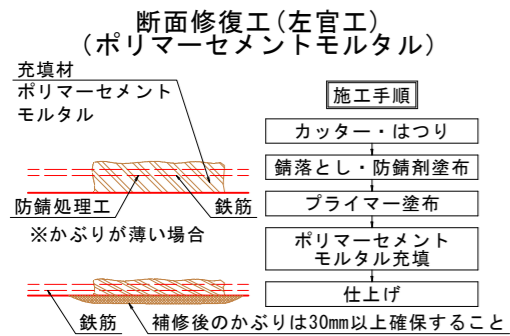 断面修復工(左官工)
(ポリマーセメントモルタル)
充填材
ポリマーセメント
モルタル
防錆処理工
鉄筋
※かぶりが薄い場合
鉄筋
補修後のかぶりは30mm以上確保すること
施工手順
カッター・はつり
錆落とし・防錆剤塗布
プライマー塗布
ポリマーセメント
モルタル充填
仕上げ